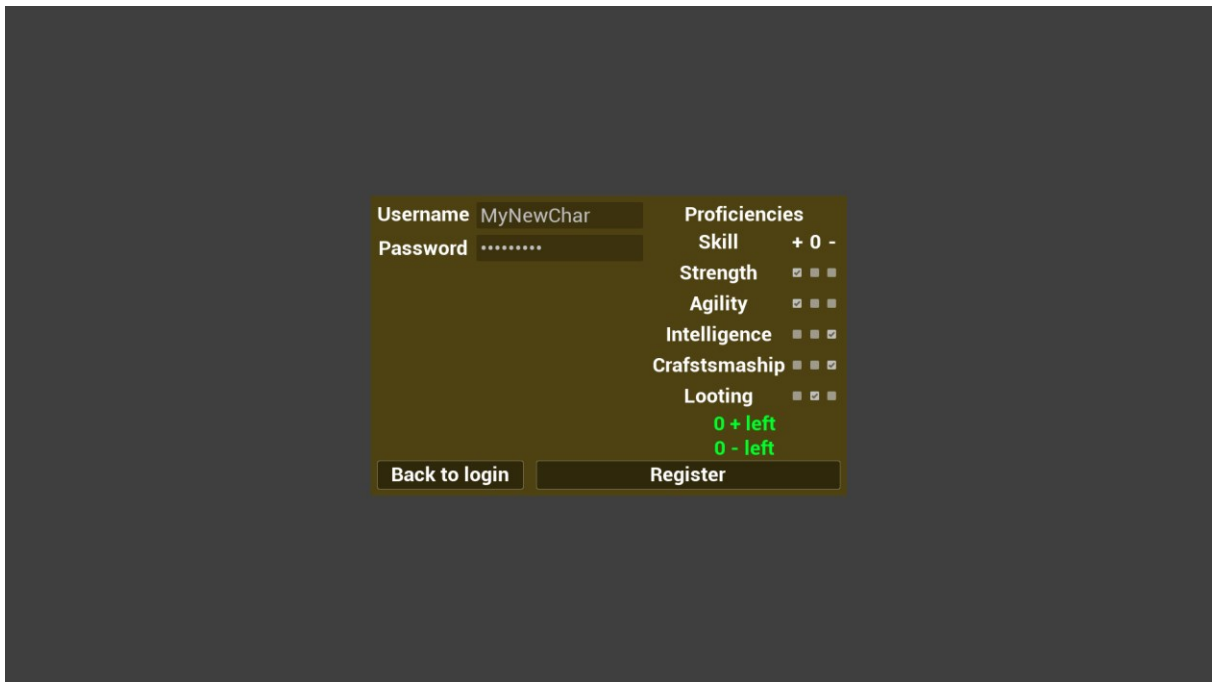 Username MyNewChar
Password •••••••••
Proficiencies
Skill + 0 -
Strength
Agility
Intelligence
Crafstsmaship
Looting
0 + left
0 - left
Back to login
Register